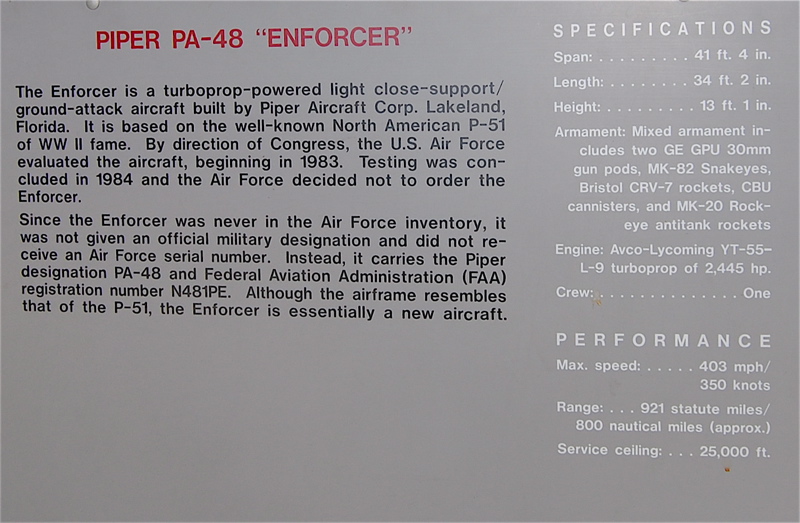 PIPER PA-48 “ENFORCER”
The Enforcer is a turboprop-powered light close-support/
ground-attack aircraft built by Piper Aircraft Corp. Lakeland,
Florida. It is based on the well-known North American P-51
of WW II fame. By direction of Congress, the U.S. Air Force
evaluated the aircraft, beginning in 1983. Testing was con-
cluded in 1984 and the Air Force decided not to order the
Enforcer.
Since the Enforcer was never in the Air Force inventory, it
was not given an official military designation and did not re-
ceive an Air Force serial number. Instead, it carries the Piper
designation PA-48 and Federal Aviation Administration (FAA)
registration number N481PE. Although the airframe resembles
that of the P-51, the Enforcer is essentially a new aircraft.
SPECIFICATIONS
Span: . . . . . . . . . 41 ft. 4 in.
Length: . . . . . . . . 34 ft. 2 in.
Height: . . . . . . . . . 13 ft. 1 in.
Armament: Mixed armament in-
cludes two GE GPU 30mm
gun pods, MK-82 Snakeyes,
Bristol CRV-7 rockets, CBU
cannisters, and MK-20 Rock-
eye antitank rockets
Engine: Avco-Lycoming YT-55-
L-9 turboprop of 2,445 hp.
Crew: . . . . . . . . . . . . . . One
PERFORMANCE
Max. speed: . . . . . 403 mph/
350 knots
Range: . . . 921 statute miles/
800 nautical miles (approx.)
Service ceiling: . . . 25,000 ft.